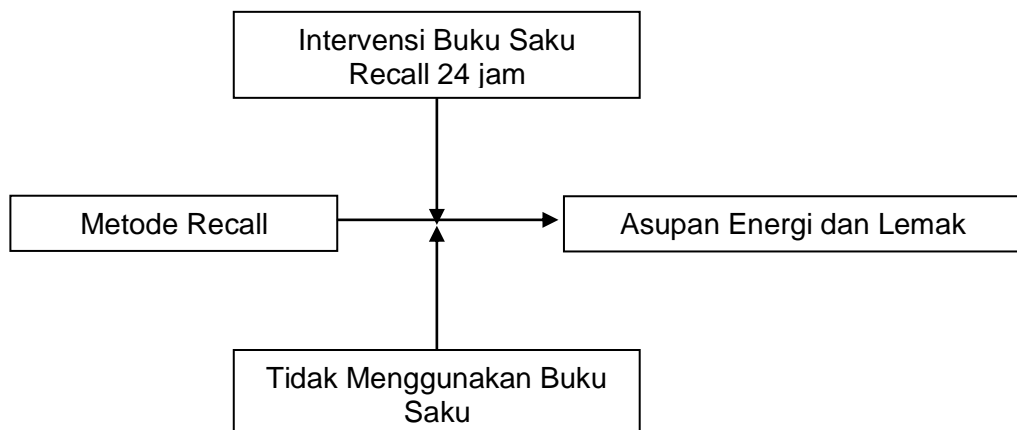 Intervensi Buku Saku
Recall 24 jam
Metode Recall
Asupan Energi dan Lemak
Tidak Menggunakan Buku
Saku